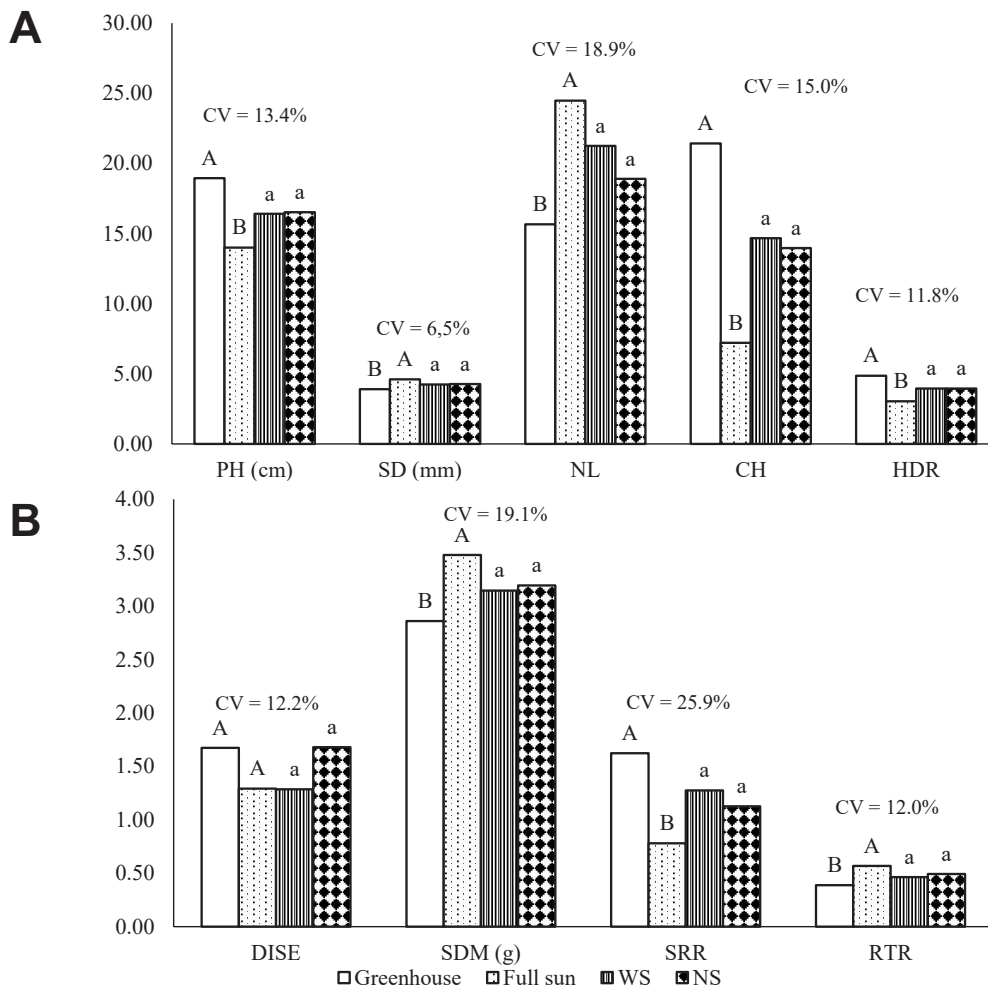 A
30.00
25.00
20.00
15.00
10.00
5.00
0.00
CV = 13.4%
A
B
a
a
CV = 6,5%
B
A
a
a
CV = 18.9%
B
A
a
a
CV = 15.0%
A
B
a
a
CV = 11.8%
A
B
a
a
PH (cm) SD (mm) NL CH HDR
B
4.00
3.50
3.00
2.50
2.00
1.50
1.00
0.50
0.00
CV = 12.2%
A
A
a
a
CV = 19.1%
B
A
a
a
CV = 25.9%
A
B
a
a
CV = 12.0%
B
A
a
a
DISE SDM (g) SRR RTR
Greenhouse Full sun WS NS